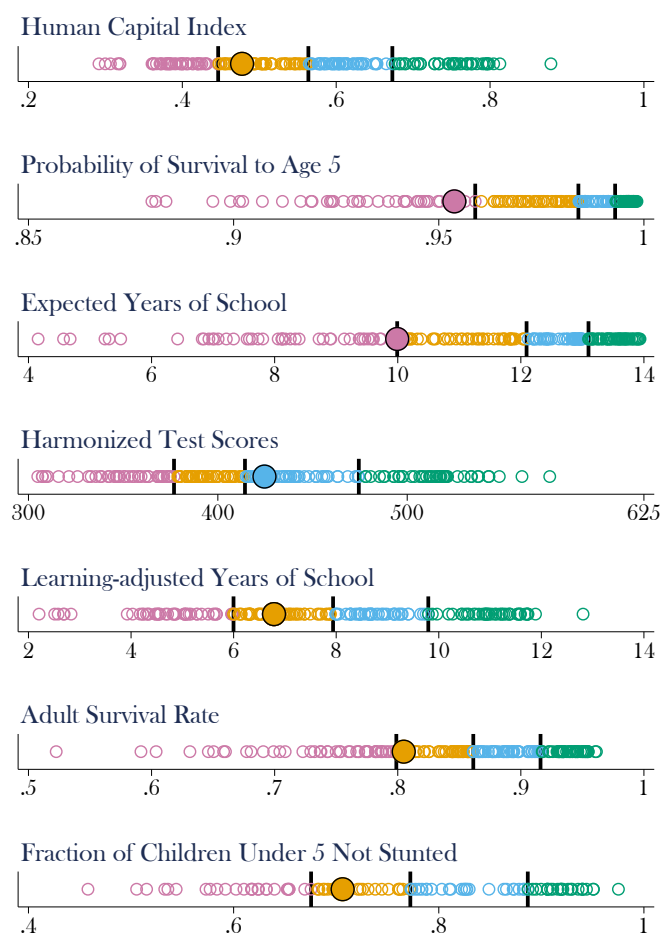 Human Capital Index
.2 .4 .6 .8 1
Probability of Survival to Age 5
.85 .9 .95 1
Expected Years of School
4 6 8 10 12 14
Harmonized Test Scores
300 400 500 625
Learning-adjusted Years of School
2 4 6 8 10 12 14
Adult Survival Rate
.5 .6 .7 .8 .9 1
Fraction of Children Under 5 Not Stunted
.4 .6 .8 1